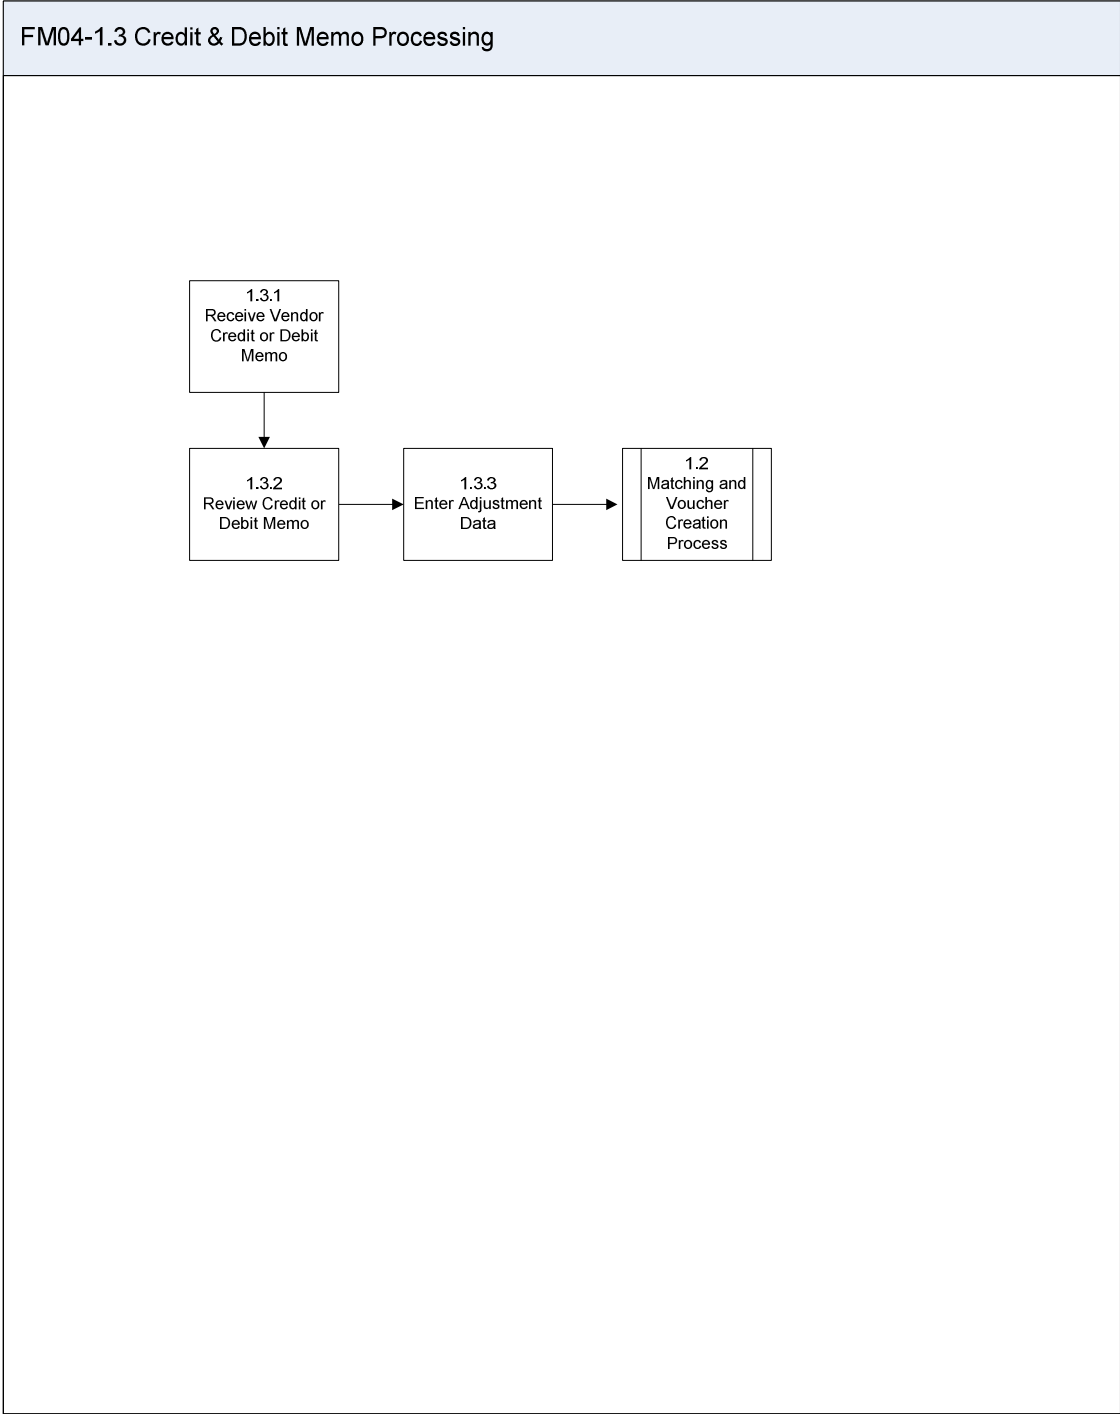 FM04-1.3 Credit & Debit Memo Processing
1.3.1
Receive Vendor
Credit or Debit
Memo
1.3.2
Review Credit or
Debit Memo
1.3.3
Enter Adjustment
Data
1.2
Matching and
Voucher
Creation
Process